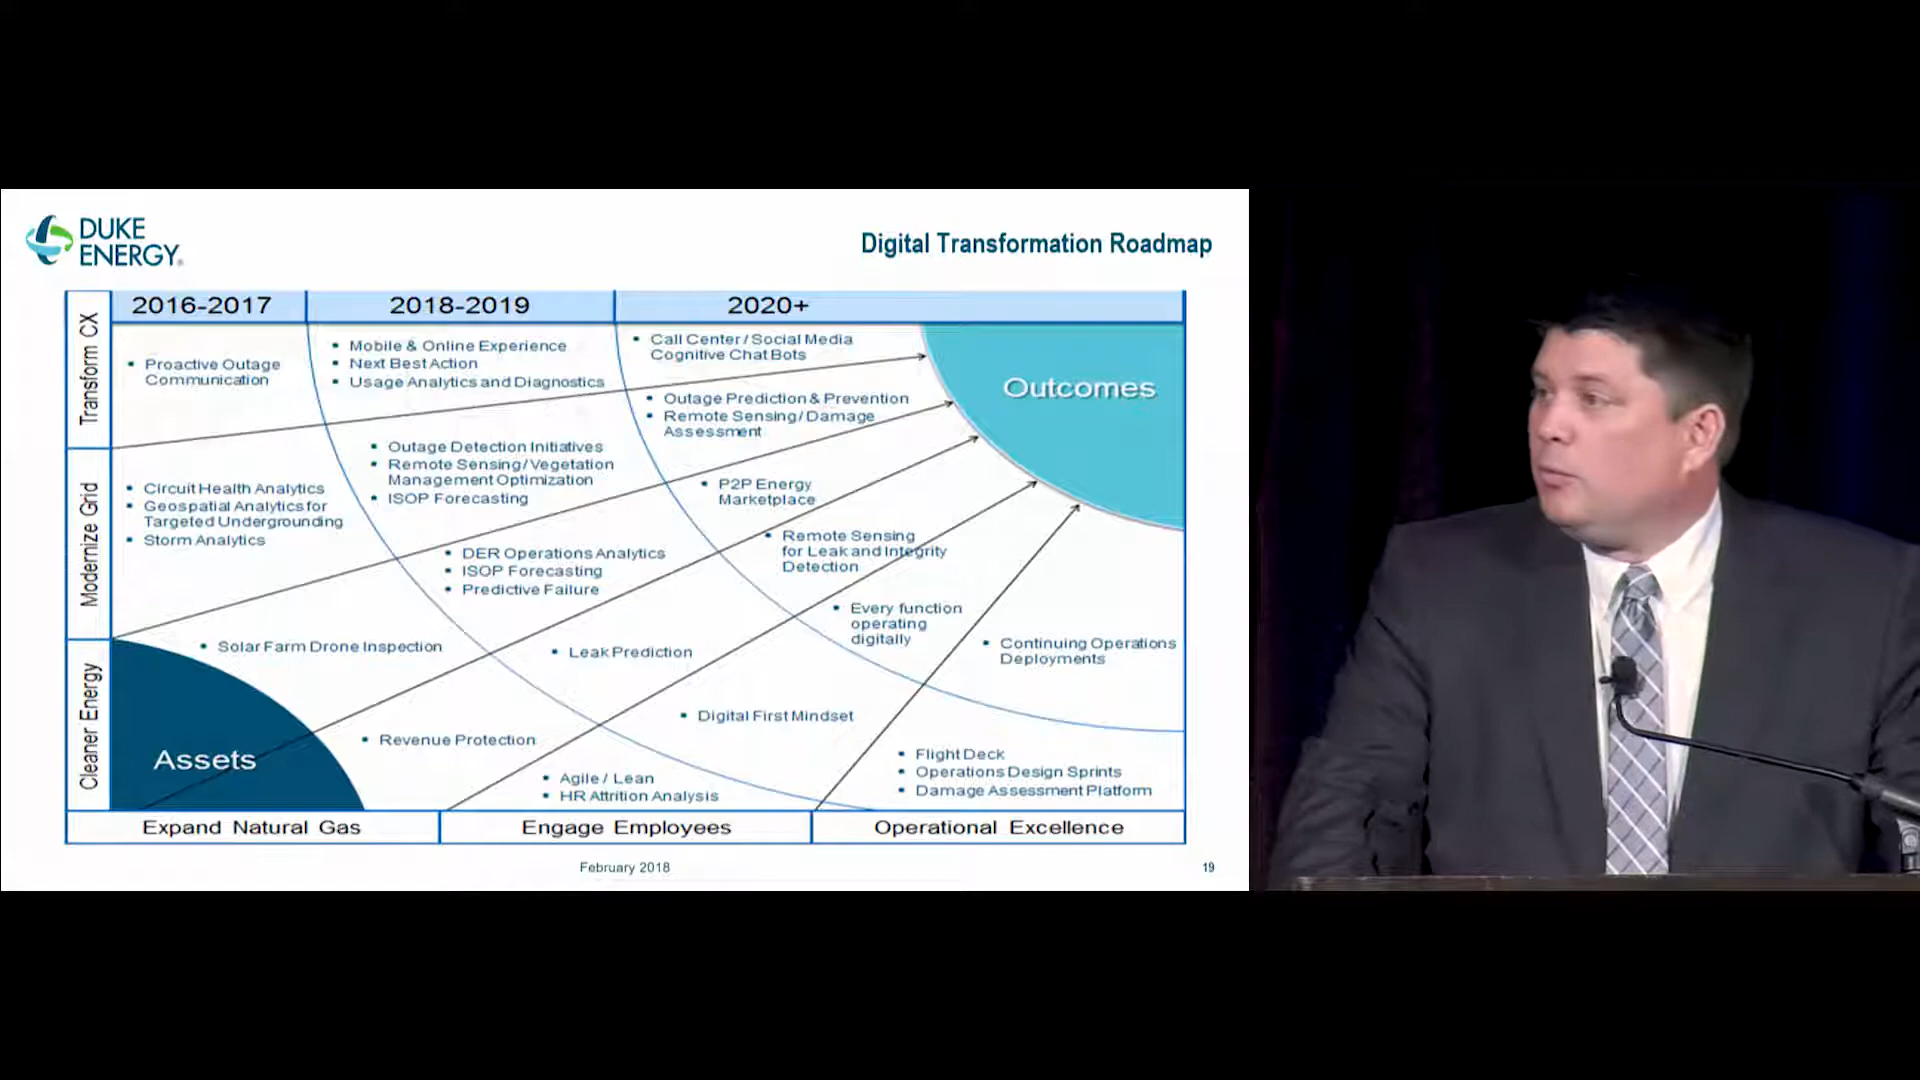 DUKE
ENERGY®
Digital Transformation Roadmap
2016-2017
2018-2019
2020+
Transform CX
Modernize Grid
Cleaner Energy
Proactive Outage
Communication
Mobile & Online Experience
Next Best Action
Usage Analytics and Diagnostics
Call Center / Social Media
Cognitive Chat Bots
Outcomes
Circuit Health Analytics
Geospatial Analytics for
Targeted Undergrounding
Storm Analytics
Outage Detection Initiatives
Remote Sensing/Vegetation
Management Optimization
ISOP Forecasting
Outage Prediction & Prevention
Remote Sensing/Damage
Assessment
Solar Farm Drone Inspection
DER Operations Analytics
ISOP Forecasting
Predictive Failure
P2P Energy
Marketplace
Assets
Revenue Protection
Leak Prediction
Remote Sensing
for Leak and Integrity
Detection
Agile / Lean
HR Attrition Analysis
Digital First Mindset
Every function
operating
digitally
Flight Deck
Operations Design Sprints
Damage Assessment Platform
Continuing Operations
Deployments
Expand Natural Gas
Engage Employees
Operational Excellence
February 2018
19